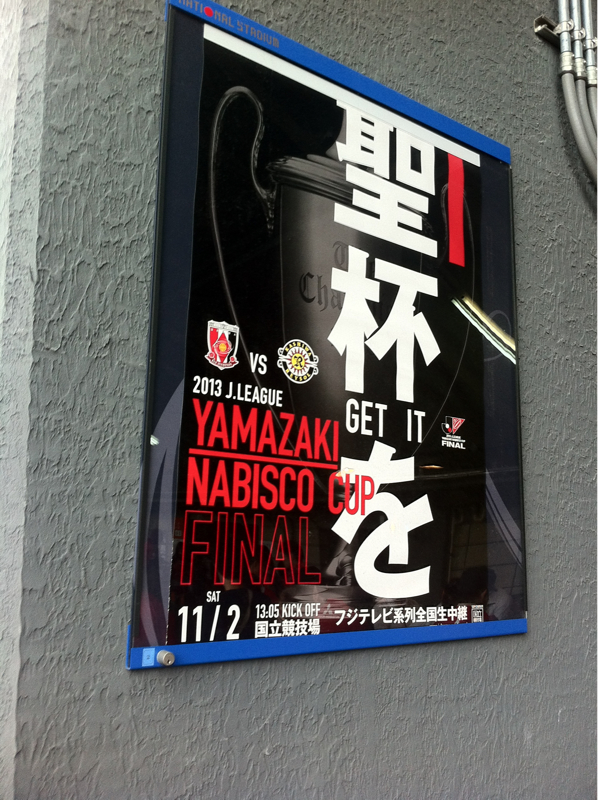 NATIONAL STADIUM
聖杯を
GET IT
VS
2013 J.LEAGUE
YAMAZAKI
NABISCO CUP
FINAL
FINAL
SAT
11/2
13:05 KICK OFF
国立競技場
フジテレビ系列全国生中継